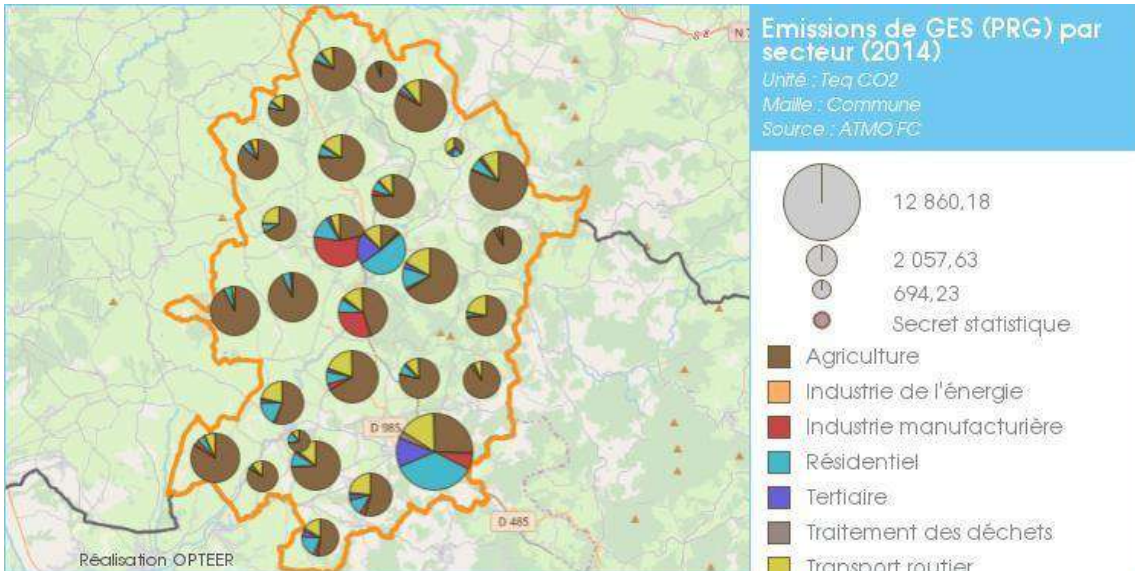 Emissions de GES (PRG) par
secteur (2014)
Unité : Teq CO2
Maille : Commune
Source : ATMO FC
12 860,18
2 057,63
694,23
Secret statistique
Agriculture
Industrie de l'énergie
Industrie manufacturière
Résidentiel
Tertiaire
Traitement des déchets
Transport routier
S 8
N 7
D 985
D 485
Réalisation OPTEER